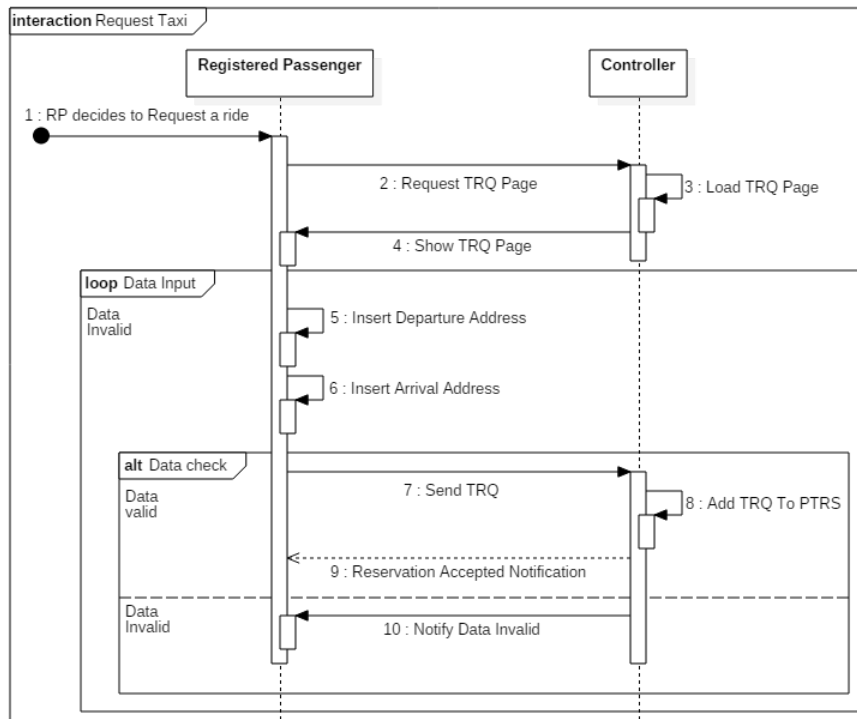 interaction Request Taxi
Registered Passenger
Controller
1 : RP decides to Request a ride
2 : Request TRQ Page
3 : Load TRQ Page
4 : Show TRQ Page
loop Data Input
Data
Invalid
5 : Insert Departure Address
6 : Insert Arrival Address
alt Data check
Data
valid
7 : Send TRQ
8 : Add TRQ To PTRS
9 : Reservation Accepted Notification
Data
Invalid
10 : Notify Data Invalid